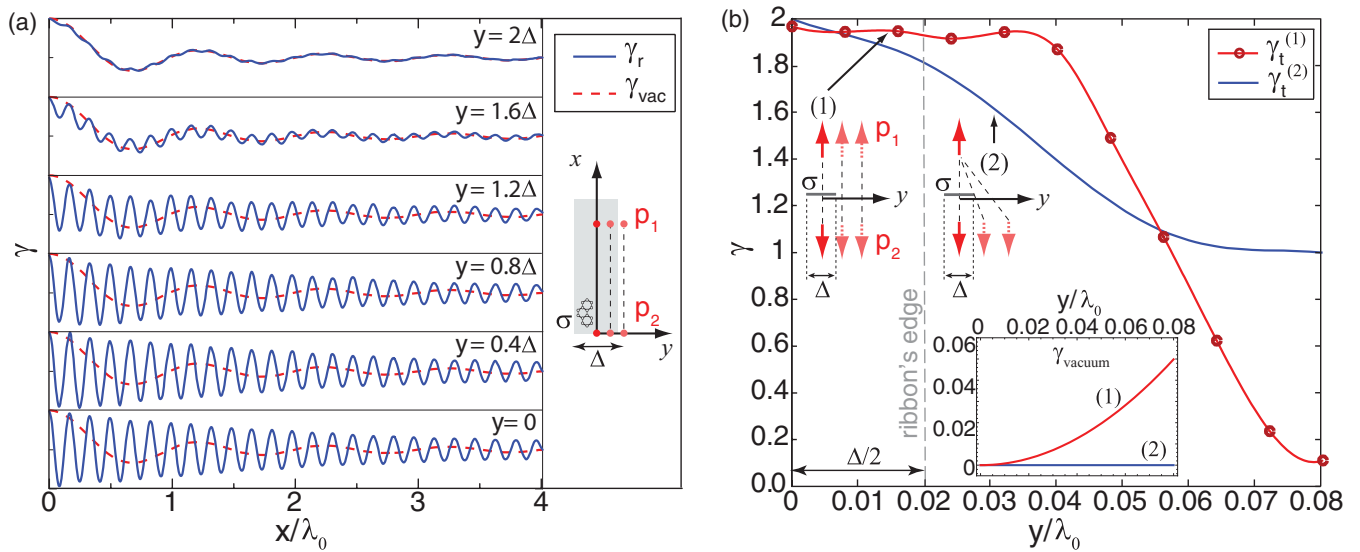 (a)
y=2Δ
y=1.6Δ
y=1.2Δ
y=0.8Δ
y=0.4Δ
y=0
γ
0
1
2
3
4
x/λ₀
γr
γvac
x
p₁
σ
p₂
y
Δ
(b)
2
1.8
1.6
1.4
1.2
1
0.8
0.6
0.4
0.2
0.0
γ
γt(1)
γt(2)
(1)
p₁
(2)
σ
y
σ
y
p₂
Δ
Δ
ribbon's edge
y/λ₀
0
0.02
0.04
0.06
0.08
0.06
γvacuum
0.04
(1)
0.02
(2)
0
Δ/2
0
0.01
0.02
0.03
0.04
0.05
0.06
0.07
0.08
y/λ₀